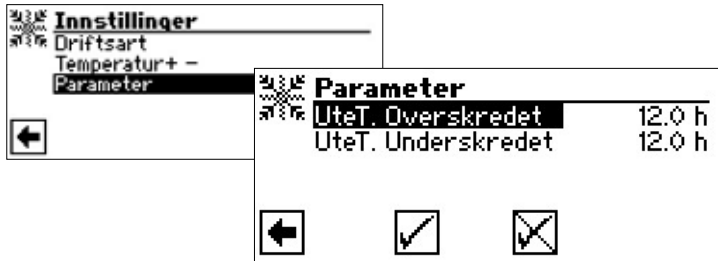 Innstillinger
Driftsart
Temperatur+ -
Parameter
Parameter
UteT. Overskredet 12.0 h
UteT. Underskredet 12.0 h